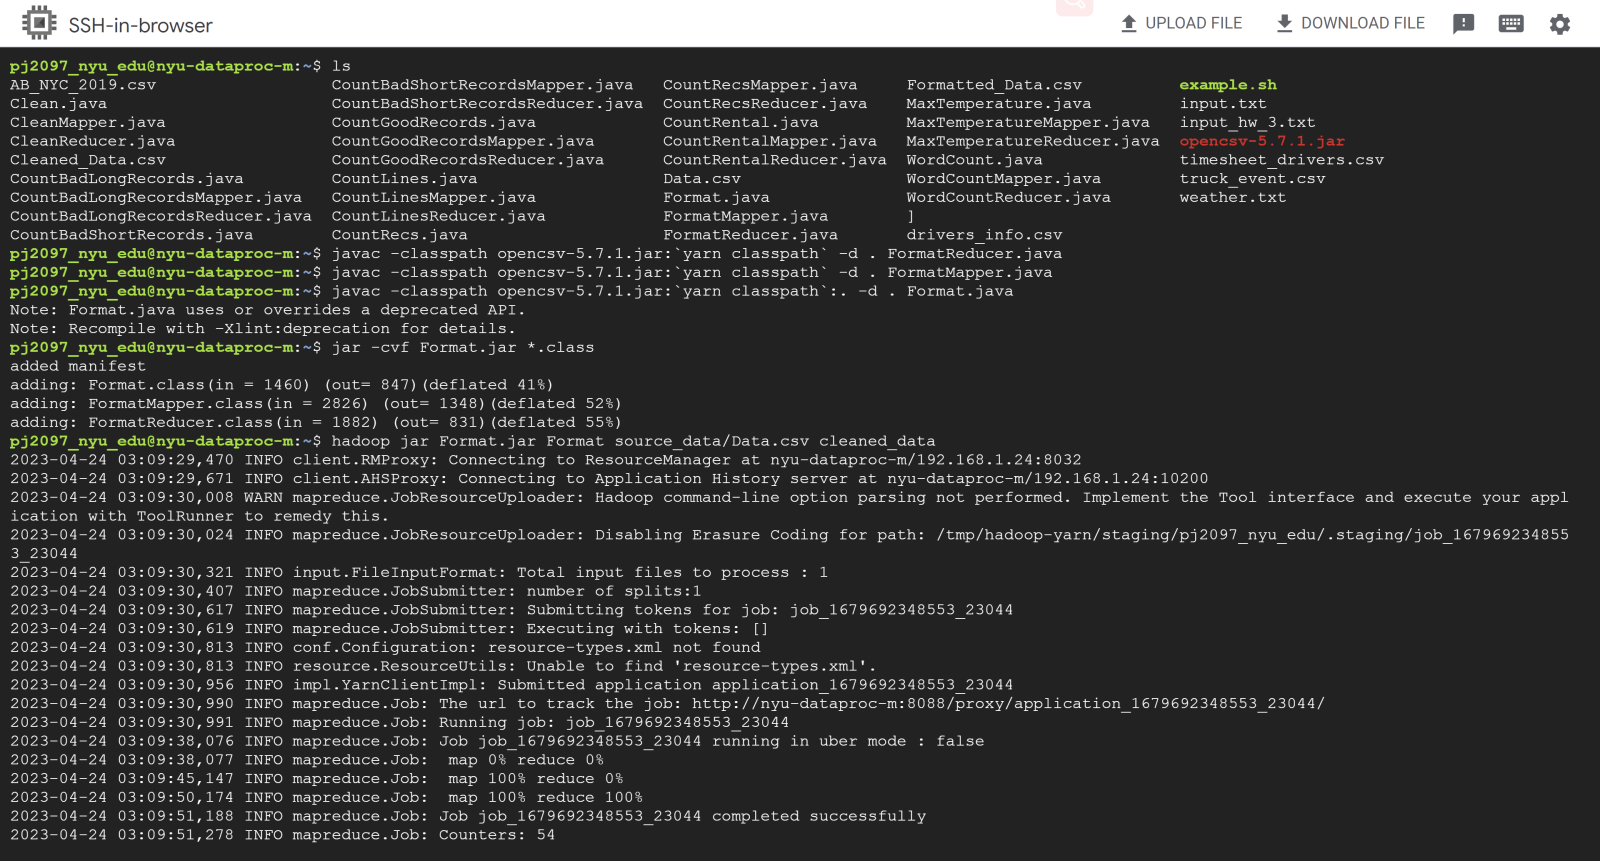 SSH-in-browser UPLOAD FILE DOWNLOAD FILE
pj2097_nyu_edu@nyu-dataproc-m:~$ ls
AB_NYC_2019.csv CountBadShortRecordsMapper.java CountRecsMapper.java Formatted_Data.csv example.sh
Clean.java CountBadShortRecordsReducer.java CountRecsReducer.java MaxTemperature.java input.txt
CleanMapper.java CountGoodRecords.java CountRental.java MaxTemperatureMapper.java input_hw_3.txt
CleanReducer.java CountGoodRecordsMapper.java CountRentalMapper.java MaxTemperatureReducer.java opencsv-5.7.1.jar
Cleaned_Data.csv CountGoodRecordsReducer.java CountRentalReducer.java WordCount.java timesheet_drivers.csv
CountBadLongRecords.java CountLines.java Data.csv WordCountMapper.java truck_event.csv
CountBadLongRecordsMapper.java CountLinesMapper.java Format.java WordCountReducer.java weather.txt
CountBadLongRecordsReducer.java CountLinesReducer.java FormatMapper.java ]
CountBadShortRecords.java CountRecs.java FormatReducer.java drivers_info.csv
pj2097_nyu_edu@nyu-dataproc-m:~$ javac -classpath opencsv-5.7.1.jar:`yarn classpath` -d . FormatReducer.java
pj2097_nyu_edu@nyu-dataproc-m:~$ javac -classpath opencsv-5.7.1.jar:`yarn classpath` -d . FormatMapper.java
pj2097_nyu_edu@nyu-dataproc-m:~$ javac -classpath opencsv-5.7.1.jar:`yarn classpath`:. -d . Format.java
Note: Format.java uses or overrides a deprecated API.
Note: Recompile with -Xlint:deprecation for details.
pj2097_nyu_edu@nyu-dataproc-m:~$ jar -cvf Format.jar *.class
added manifest
adding: Format.class(in = 1460) (out= 847)(deflated 41%)
adding: FormatMapper.class(in = 2826) (out= 1348)(deflated 52%)
adding: FormatReducer.class(in = 1882) (out= 831)(deflated 55%)
pj2097_nyu_edu@nyu-dataproc-m:~$ hadoop jar Format.jar Format source_data/Data.csv cleaned_data
2023-04-24 03:09:29,470 INFO client.RMProxy: Connecting to ResourceManager at nyu-dataproc-m/192.168.1.24:8032
2023-04-24 03:09:29,671 INFO client.AHSProxy: Connecting to Application History server at nyu-dataproc-m/192.168.1.24:10200
2023-04-24 03:09:30,008 WARN mapreduce.JobResourceUploader: Hadoop command-line option parsing not performed. Implement the Tool interface and execute your appl
ication with ToolRunner to remedy this.
2023-04-24 03:09:30,024 INFO mapreduce.JobResourceUploader: Disabling Erasure Coding for path: /tmp/hadoop-yarn/staging/pj2097_nyu_edu/.staging/job_167969234855
3_23044
2023-04-24 03:09:30,321 INFO input.FileInputFormat: Total input files to process : 1
2023-04-24 03:09:30,407 INFO mapreduce.JobSubmitter: number of splits:1
2023-04-24 03:09:30,617 INFO mapreduce.JobSubmitter: Submitting tokens for job: job_1679692348553_23044
2023-04-24 03:09:30,619 INFO mapreduce.JobSubmitter: Executing with tokens: []
2023-04-24 03:09:30,813 INFO conf.Configuration: resource-types.xml not found
2023-04-24 03:09:30,813 INFO resource.ResourceUtils: Unable to find 'resource-types.xml'.
2023-04-24 03:09:30,956 INFO impl.YarnClientImpl: Submitted application application_1679692348553_23044
2023-04-24 03:09:30,990 INFO mapreduce.Job: The url to track the job: http://nyu-dataproc-m:8088/proxy/application_1679692348553_23044/
2023-04-24 03:09:30,991 INFO mapreduce.Job: Running job: job_1679692348553_23044
2023-04-24 03:09:38,076 INFO mapreduce.Job: Job job_1679692348553_23044 running in uber mode : false
2023-04-24 03:09:38,077 INFO mapreduce.Job:  map 0% reduce 0%
2023-04-24 03:09:45,147 INFO mapreduce.Job:  map 100% reduce 0%
2023-04-24 03:09:50,174 INFO mapreduce.Job:  map 100% reduce 100%
2023-04-24 03:09:51,188 INFO mapreduce.Job: Job job_1679692348553_23044 completed successfully
2023-04-24 03:09:51,278 INFO mapreduce.Job: Counters: 54